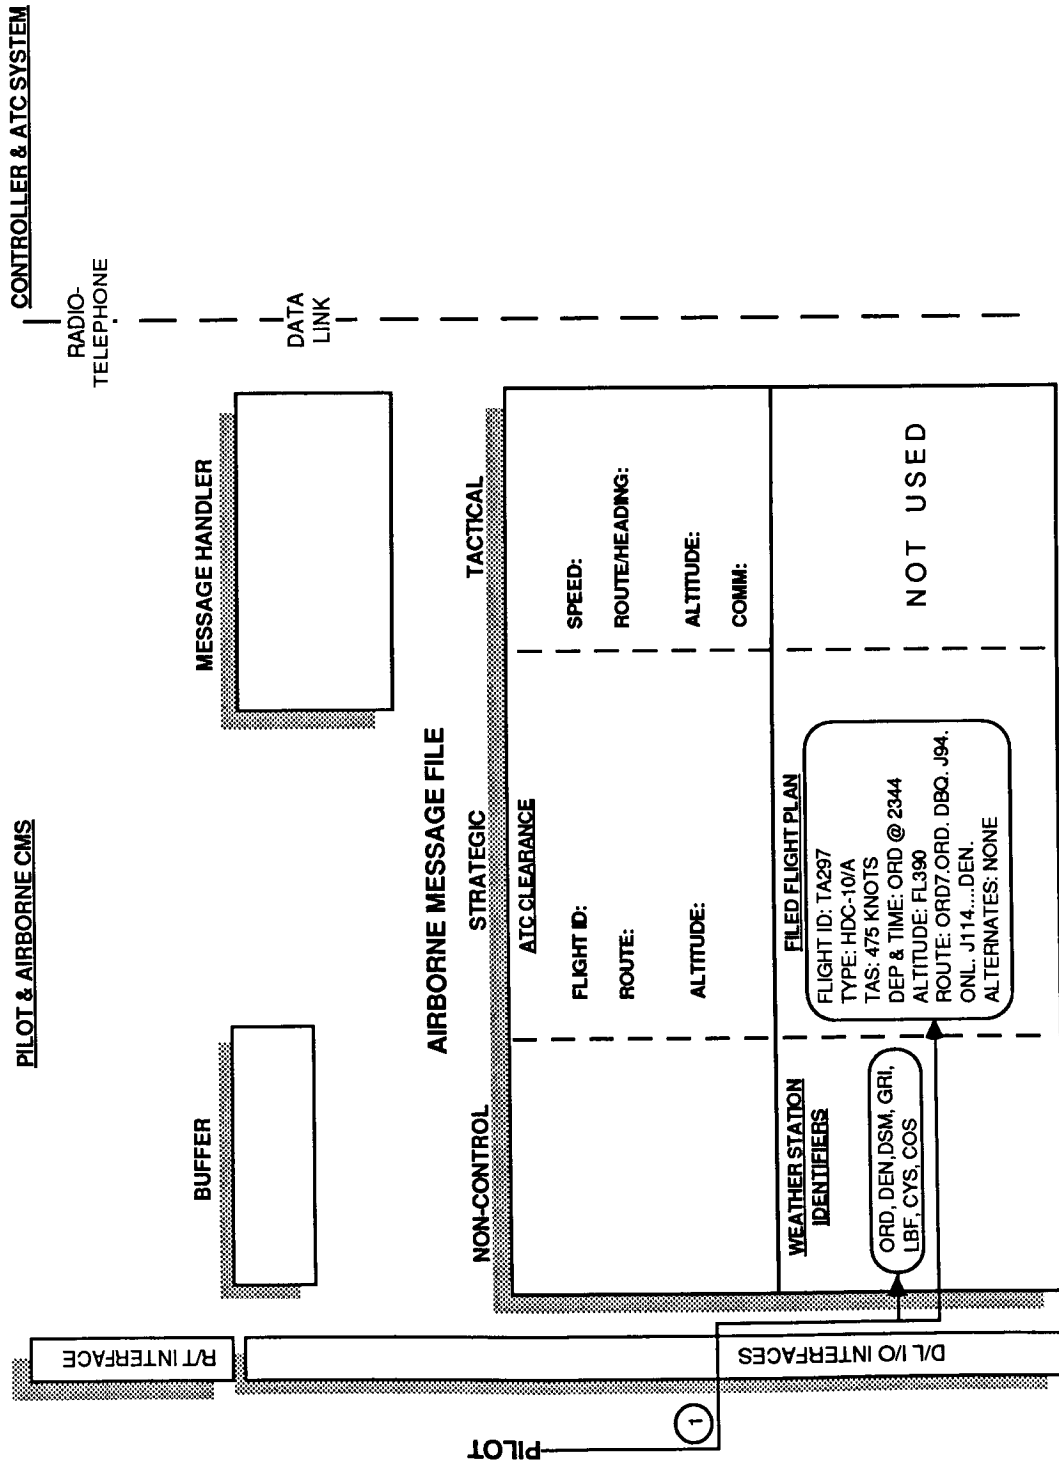 PILOT & AIRBORNE CMS
CONTROLLER & ATC SYSTEM
RADIO-
TELEPHONE
R/T INTERFACE
BUFFER
MESSAGE HANDLER
DATA
LINK
PILOT
1
D/L I/O INTERFACES
AIRBORNE MESSAGE FILE
NON-CONTROL
STRATEGIC
TACTICAL
ATC CLEARANCE
FLIGHT ID:
ROUTE:
ALTITUDE:
SPEED:
ROUTE/HEADING:
ALTITUDE:
COMM:
WEATHER STATION
IDENTIFIERS
ORD, DEN,DSM, GRI,
LBF, CYS, COS
FILED FLIGHT PLAN
FLIGHT ID: TA297
TYPE: HDC-10/A
TAS: 475 KNOTS
DEP & TIME: ORD @ 2344
ALTITUDE: FL390
ROUTE: ORD7.ORD. DBQ. J94.
ONL. J114....DEN.
ALTERNATES: NONE
NOT USED